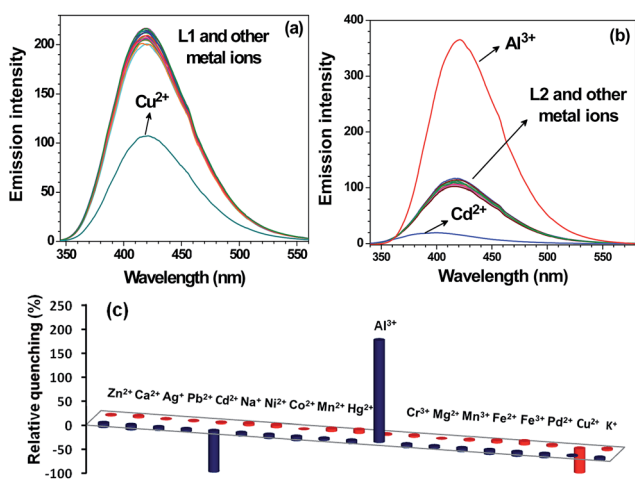 (a)
L1 and other
metal ions
Cu²⁺
Emission intensity
200
150
100
50
0
350 400 450 500 550
Wavelength (nm)
(b)
Al³⁺
L2 and other
metal ions
Cd²⁺
Emission intensity
400
300
200
100
0
350 400 450 500 550
Wavelength (nm)
(c)
Relative quenching (%)
250
200
150
100
50
0
-50
-100
Al³⁺
Zn²⁺ Ca²⁺ Ag⁺ Pb²⁺ Cd²⁺ Na⁺ Ni²⁺ Co²⁺ Mn²⁺ Hg²⁺
Cr³⁺ Mg²⁺ Mn³⁺ Fe²⁺ Fe³⁺ Pd²⁺ Cu²⁺ K⁺